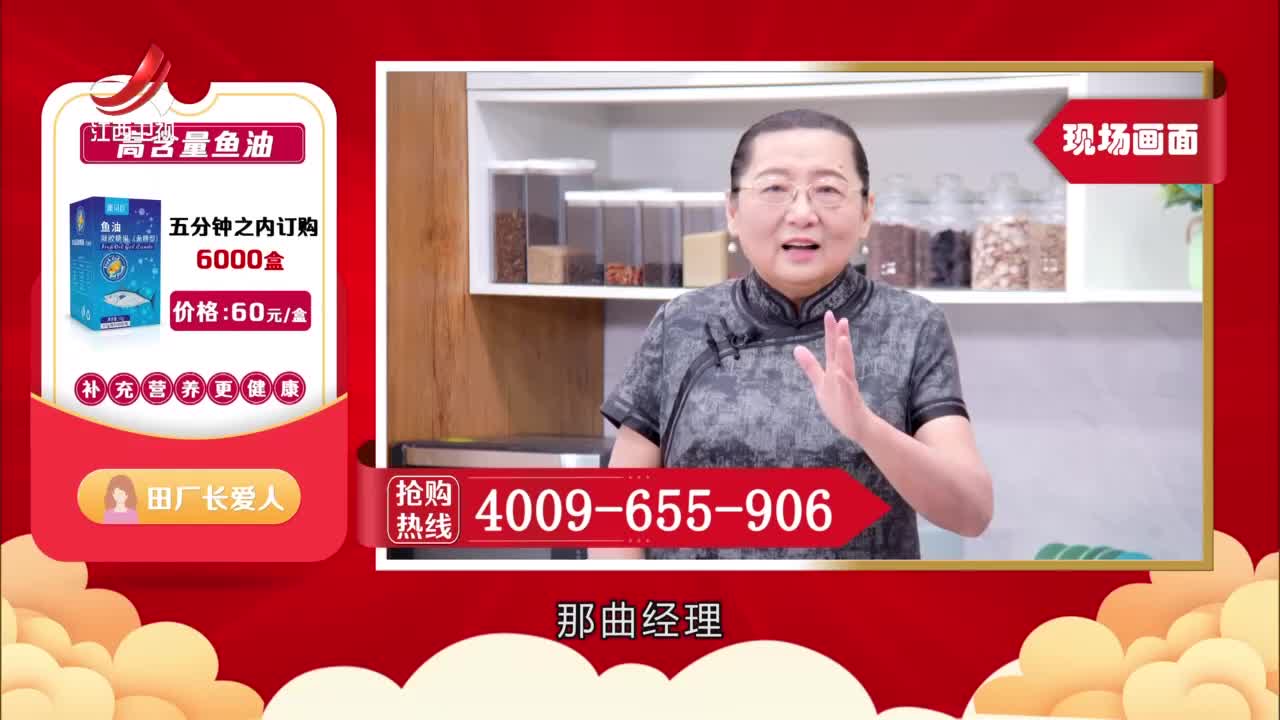 江西卫视
高含量鱼油
鱼油
五分钟之内订购
6000盒
价格:60元/盒
补充营养更健康
田厂长爱人
现场画面
抢购
热线
4009-655-906
那曲经理